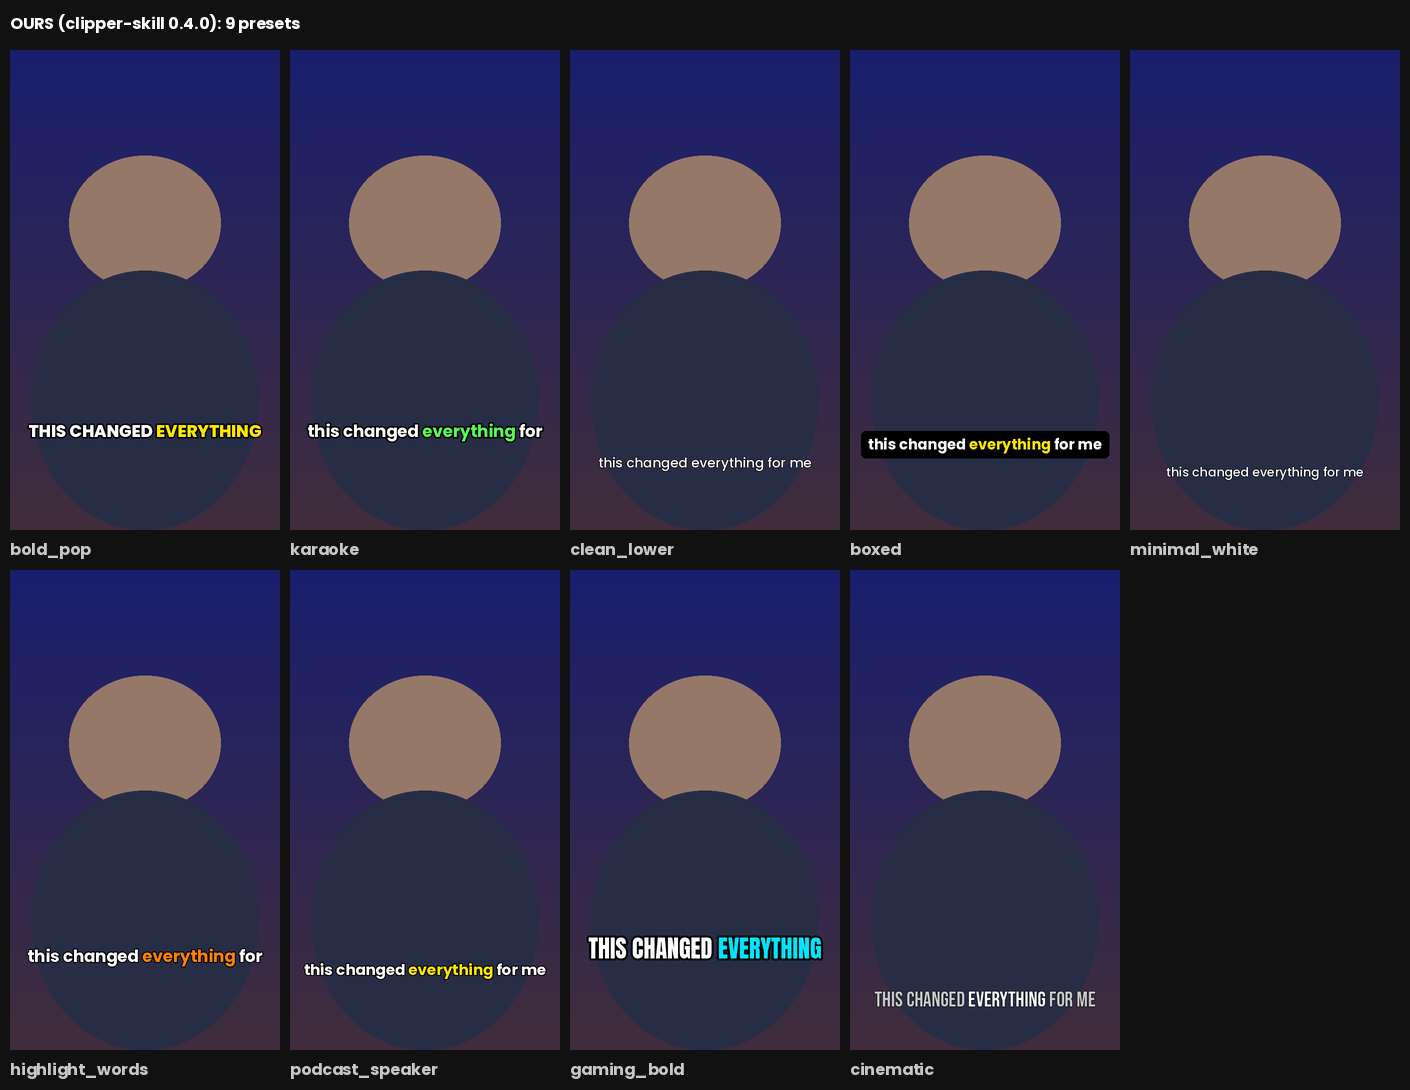 OURS (clipper-skill 0.4.0): 9 presets
THIS CHANGED EVERYTHING
this changed everything for
this changed everything for me
this changed everything for me
this changed everything for me
bold_pop
karaoke
clean_lower
boxed
minimal_white
this changed everything for
this changed everything for me
THIS CHANGED EVERYTHING
THIS CHANGED EVERYTHING FOR ME
highlight_words
podcast_speaker
gaming_bold
cinematic